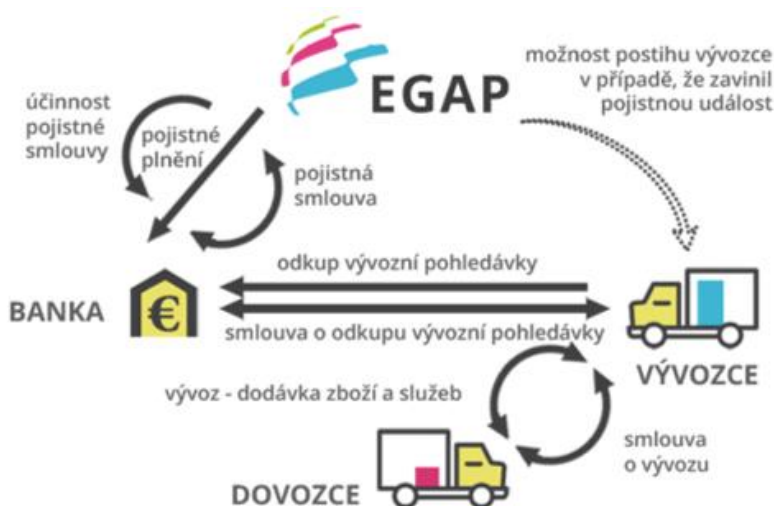 EGAP
možnost postihu vývozce
v případě, že zavinil
pojistnou událost
účinnost
pojistné
smlouvy
pojistné
plnění
pojistná
smlouva
odkup vývozní pohledávky
BANKA
€
smlouva o odkupu vývozní pohledávky
VÝVOZCE
vývoz - dodávka zboží a služeb
smlouva
o vývozu
DOVOZCE